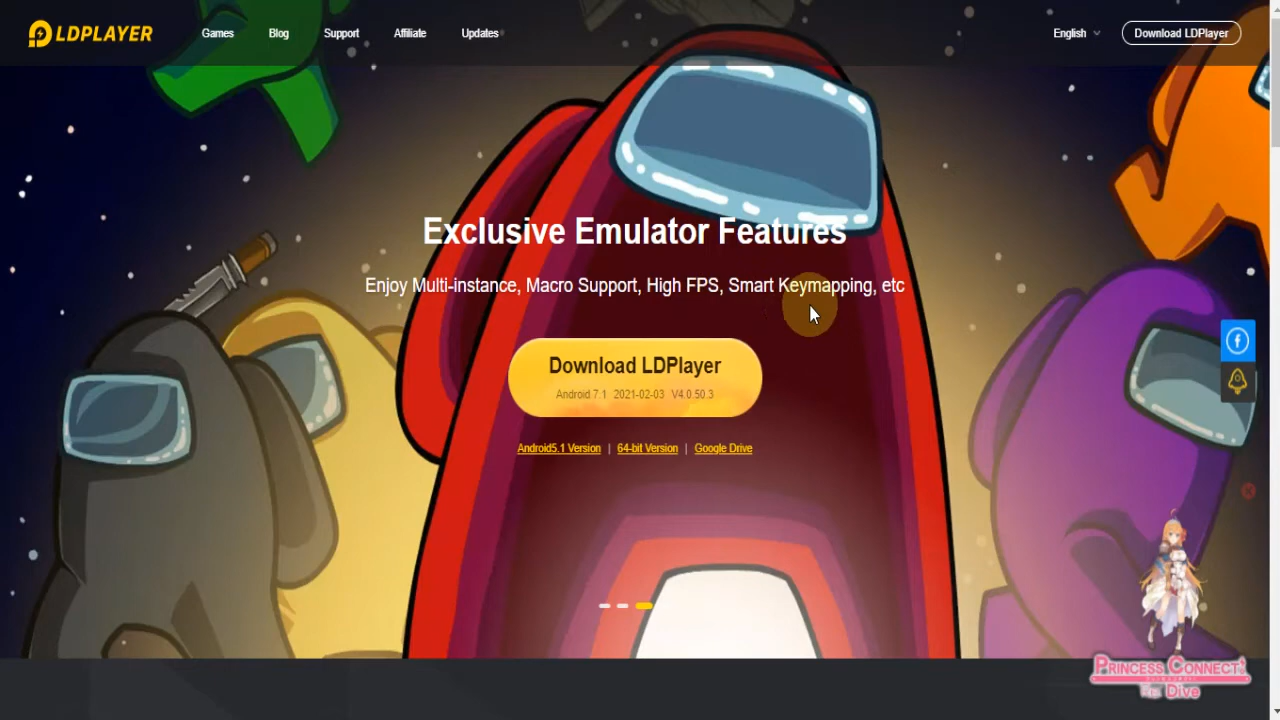 LDPLAYER
Games
Blog
Support
Affiliate
Updates
English
Download LDPlayer
Exclusive Emulator Features
Enjoy Multi-instance, Macro Support, High FPS, Smart Keymapping, etc
Download LDPlayer
Android 7.1 2021-02-03 V4.0.50.3
Android5.1 Version | 64-bit Version | Google Drive
PRINCESS CONNECT!
Re: Dive